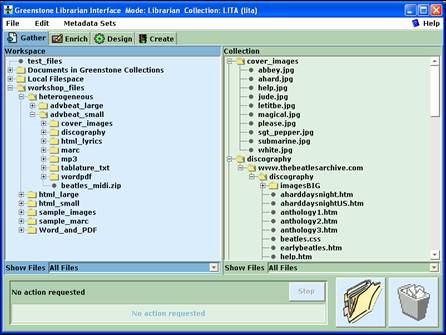 Greenstone Librarian Interface Mode: Librarian Collection: LITA (lita)
File Edit Metadata Sets Help
Gather Enrich Design Create
Workspace
test_files
Documents in Greenstone Collections
Local Filespace
workshop_files
heterogeneous
advbeat_large
advbeat_small
cover_images
discography
html_lyrics
marc
mp3
tablature_txt
wordpdf
beatles_midi.zip
html_large
html_small
sample_images
sample_marc
Word_and_PDF
Show Files All Files
Collection
cover_images
abbey.jpg
ahard.jpg
help.jpg
jude.jpg
letitbe.jpg
magical.jpg
please.jpg
sgt_pepper.jpg
submarine.jpg
white.jpg
discography
www.thebeatlesarchive.com
discography
imagesBIG
aharddaysnight.htm
aharddaysnightUS.htm
anthology1.htm
anthology2.htm
anthology3.htm
beatles.css
earlybeatles.htm
help.htm
Show Files All Files
No action requested
Stop
No action requested